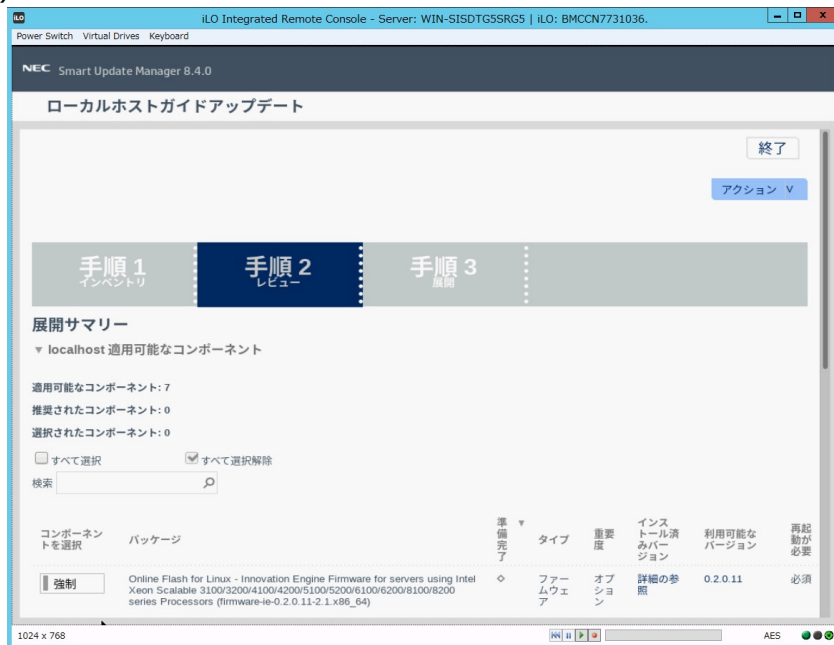 iLO Integrated Remote Console - Server: WIN-SISDTG5SRG5 | iLO: BMCCN7731036.
Power Switch Virtual Drives Keyboard
NEC Smart Update Manager 8.4.0
ローカルホストガイドアップデート
終了
アクション ∨
手順 1
インベントリ
手順 2
レビュー
手順 3
展開
展開サマリー
▼ localhost 適用可能なコンポーネント
適用可能なコンポーネント: 7
推奨されたコンポーネント: 0
選択されたコンポーネント: 0
すべて選択 すべて選択解除
検索
コンポーネン
トを選択
パッケージ
準備完了
▼
タイプ
重要
度
インス
トール済
みバー
ジョン
利用可能な
バージョン
再起
動が
必要
強制
Online Flash for Linux - Innovation Engine Firmware for servers using Intel
Xeon Scalable 3100/3200/4100/4200/5100/5200/6100/6200/8100/8200
series Processors (firmware-ie-0.2.0.11-2.1.x86_64)
ファー
ムウェ
ア
オプ
ショ
ン
詳細の参
照
0.2.0.11
必須
1024 x 768
AES